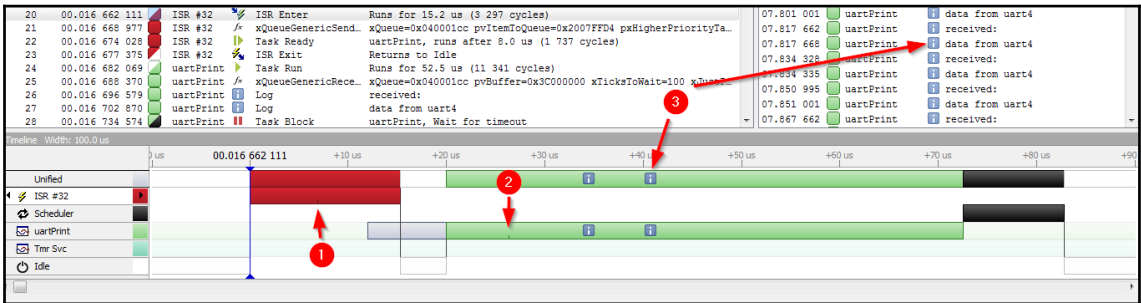 20 00.016 662 111 ISR #32 ISR Enter Runs for 15.2 us (3 297 cycles)
21 00.016 668 977 ISR #32 fx xQueueGenericSend… xQueue=0x040001cc pvItemToQueue=0x2007FFD4 pxHigherPriorityTa…
22 00.016 674 028 ISR #32 Task Ready uartPrint, runs after 8.0 us (1 737 cycles)
23 00.016 677 375 ISR #32 ISR Exit Returns to Idle
24 00.016 682 069 uartPrint Task Run Runs for 52.5 us (11 341 cycles)
25 00.016 688 370 uartPrint fx xQueueGenericRece… xQueue=0x040001cc pvBuffer=0x3C000000 xTicksToWait=100
26 00.016 696 579 uartPrint Log received:
27 00.016 702 870 uartPrint Log data from uart4
28 00.016 734 574 uartPrint Task Block uartPrint, Wait for timeout
07.801 001 uartPrint data from uart4
07.817 662 uartPrint received:
07.817 668 uartPrint data from uart4
07.834 328 uartPrint received:
07.834 335 uartPrint data from uart4
07.850 995 uartPrint received:
07.851 001 uartPrint data from uart4
07.867 662 uartPrint received:
3
Timeline Width: 100.0 us
0 us 00.016 662 111 +10 us +20 us +30 us +40 us +50 us +60 us +70 us +80 us +90
Unified
2
ISR #32
Scheduler
uartPrint
1
Tmr Svc
Idle